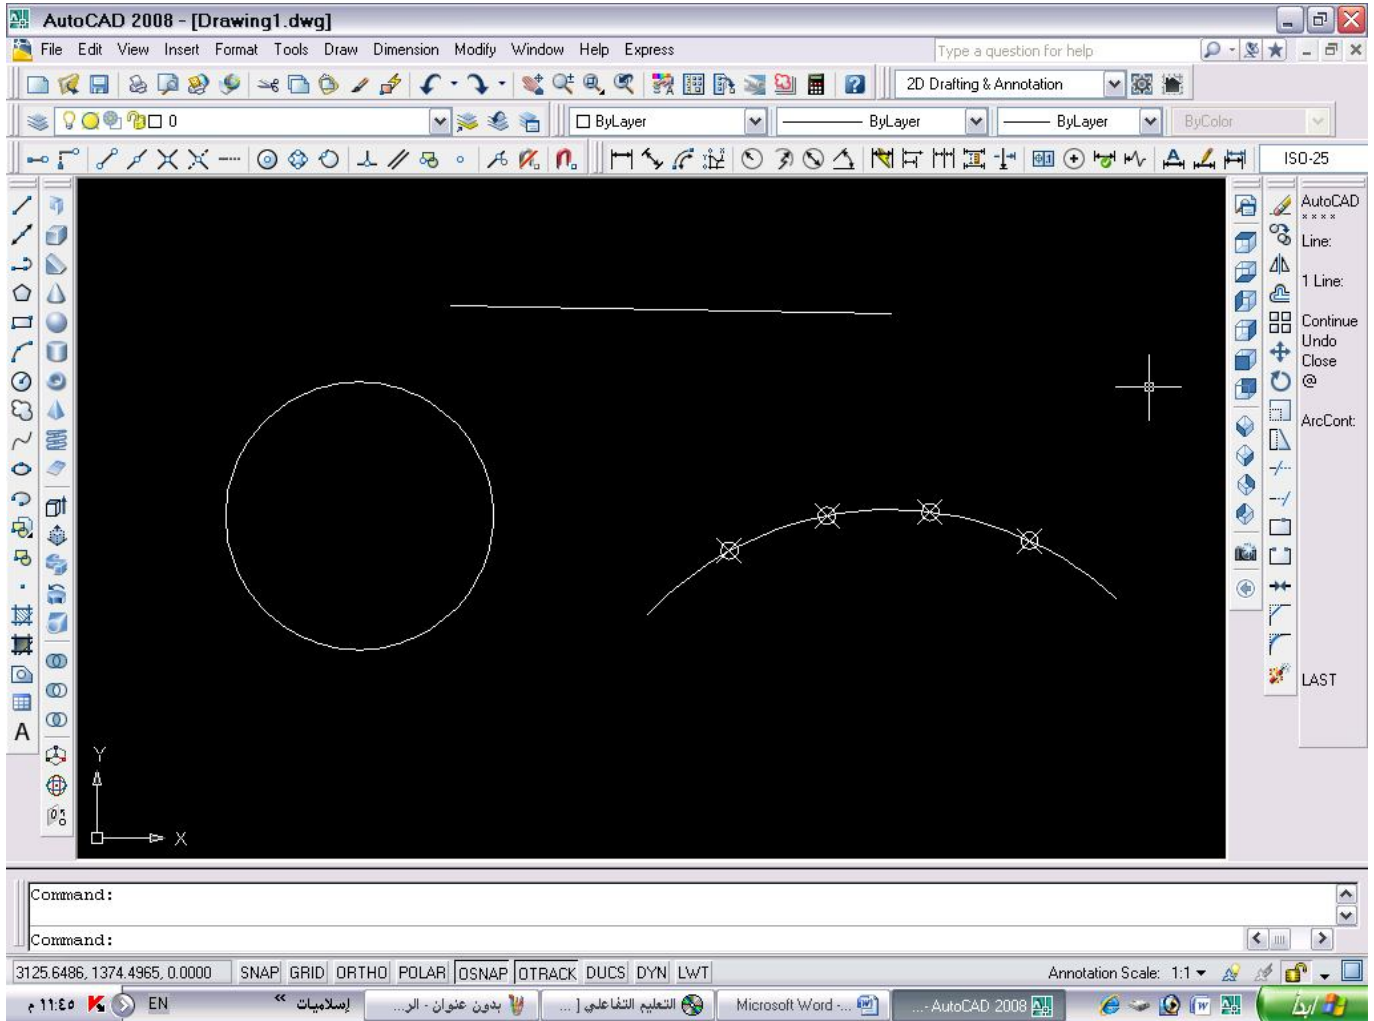 AutoCAD 2008 - [Drawing1.dwg]
File Edit View Insert Format Tools Draw Dimension Modify Window Help Express
Type a question for help
2D Drafting & Annotation
0
ByLayer
ByLayer
ByLayer
ByColor
ISO-25
AutoCAD
* * * *
Line:
1 Line:
Continue
Undo
Close
@
ArcCont:
LAST
A
Y
X
Command:
Command:
3125.6486, 1374.4965, 0.0000 SNAP GRID ORTHO POLAR OSNAP OTRACK DUCS DYN LWT
Annotation Scale: 1:1
ابدأ
...- AutoCAD 2008
Microsoft Word -...
التعليم التفاعلي [ ...
بدون عنوان - الر...
إسلاميات
EN
١١:٤٥ م